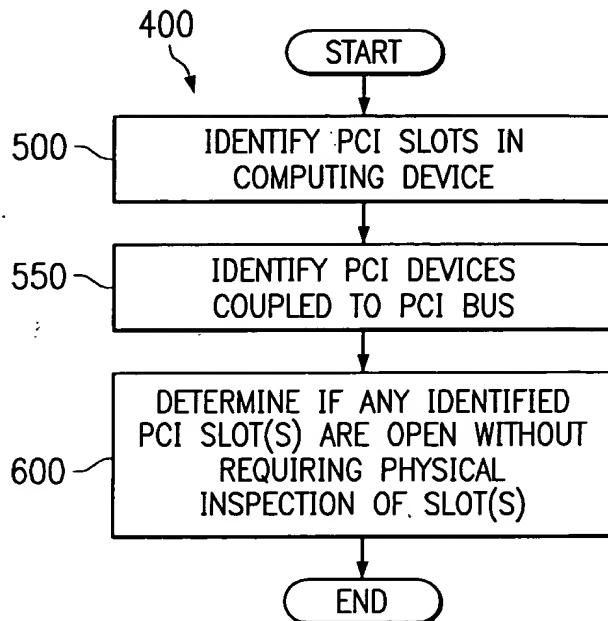 400
START
500
IDENTIFY PCI SLOTS IN
COMPUTING DEVICE
550
IDENTIFY PCI DEVICES
COUPLED TO PCI BUS
600
DETERMINE IF ANY IDENTIFIED
PCI SLOT(S) ARE OPEN WITHOUT
REQUIRING PHYSICAL
INSPECTION OF SLOT(S)
END